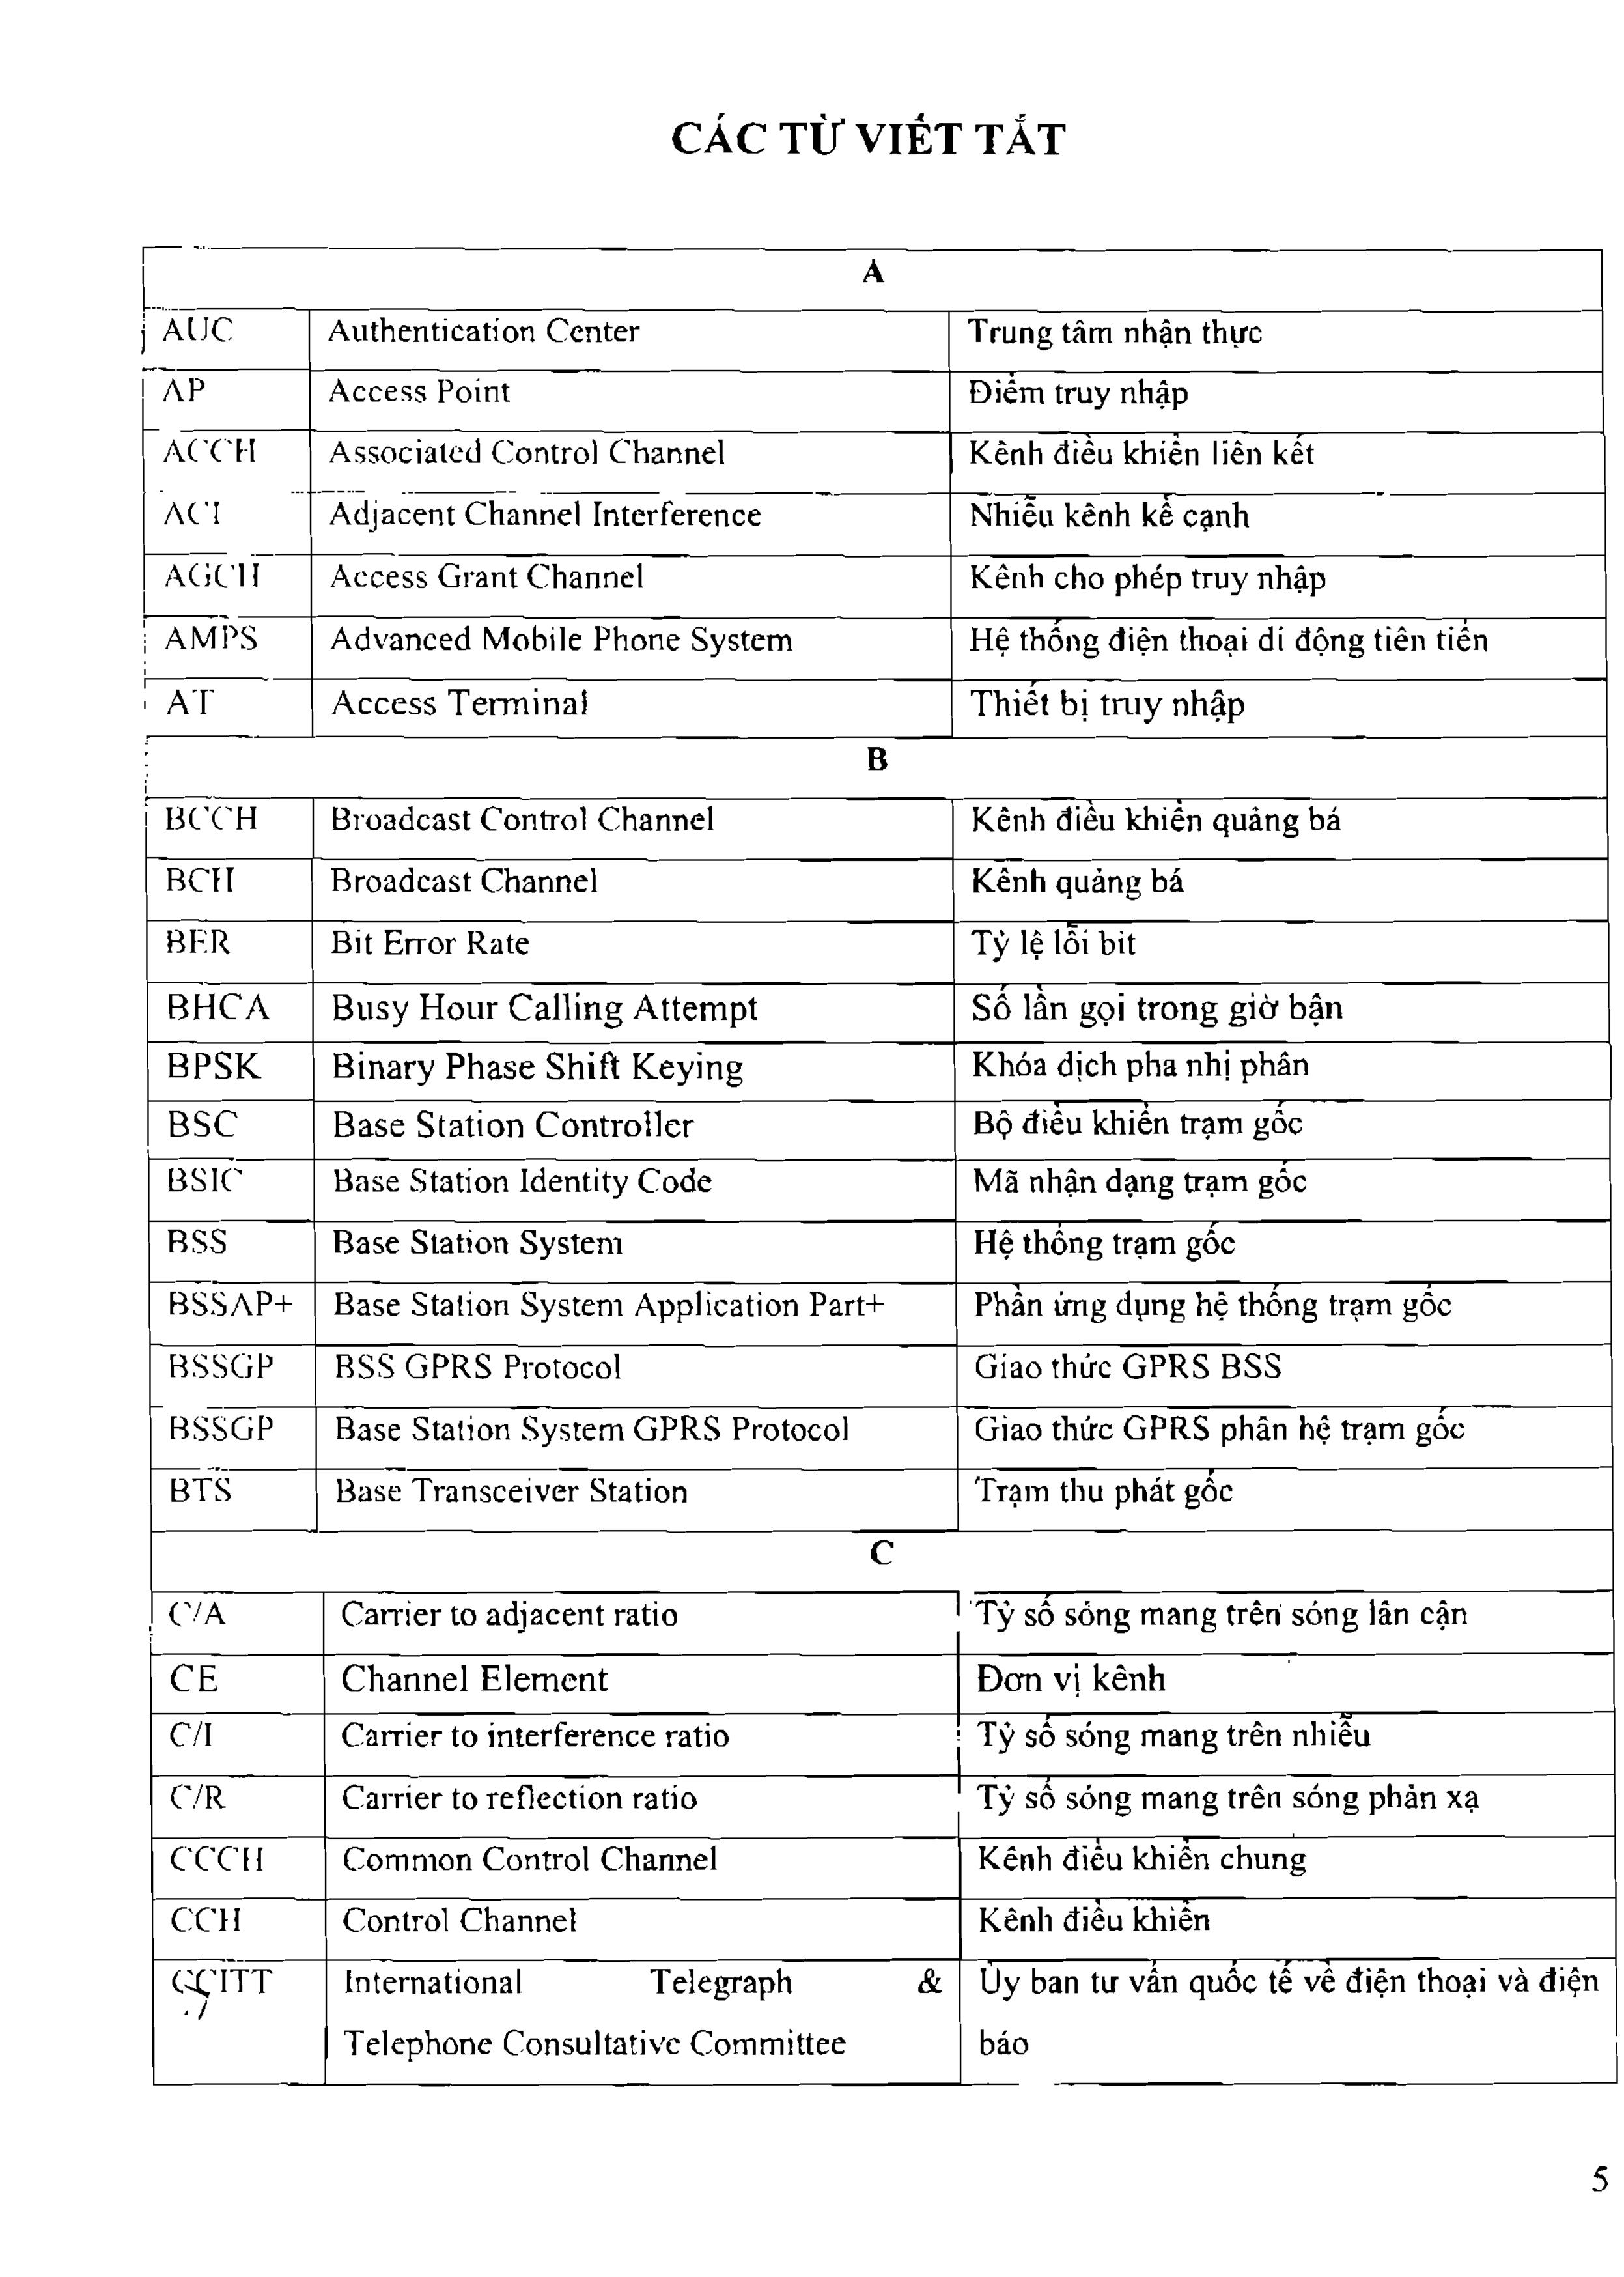 CÁC TỪ VIẾT TẮT
A
AUC Authentication Center Trung tâm nhận thực
AP Access Point Điểm truy nhập
ACCH Associated Control Channel Kênh điều khiển liên kết
ACI Adjacent Channel Interference Nhiễu kênh kề cạnh
AGCH Access Grant Channel Kênh cho phép truy nhập
AMPS Advanced Mobile Phone System Hệ thống điện thoại di động tiên tiến
AT Access Terminal Thiết bị truy nhập
B
BCCH Broadcast Control Channel Kênh điều khiển quảng bá
BCH Broadcast Channel Kênh quảng bá
BER Bit Error Rate Tỷ lệ lỗi bit
BHCA Busy Hour Calling Attempt Số lần gọi trong giờ bận
BPSK Binary Phase Shift Keying Khóa dịch pha nhị phân
BSC Base Station Controller Bộ điều khiển trạm gốc
BSIC Base Station Identity Code Mã nhận dạng trạm gốc
BSS Base Station System Hệ thống trạm gốc
BSSAP+ Base Station System Application Part+ Phần ứng dụng hệ thống trạm gốc
BSSGP BSS GPRS Protocol Giao thức GPRS BSS
BSSGP Base Station System GPRS Protocol Giao thức GPRS phân hệ trạm gốc
BTS Base Transceiver Station Trạm thu phát gốc
C
C/A Carrier to adjacent ratio Tỷ số sóng mang trên sóng lân cận
CE Channel Element Đơn vị kênh
C/I Carrier to interference ratio Tỷ số sóng mang trên nhiễu
C/R Carrier to reflection ratio Tỷ số sóng mang trên sóng phản xạ
CCCH Common Control Channel Kênh điều khiển chung
CCH Control Channel Kênh điều khiển
CCITT International Telegraph & Ủy ban tư vấn quốc tế về điện thoại và điện
Telephone Consultative Committee báo
5